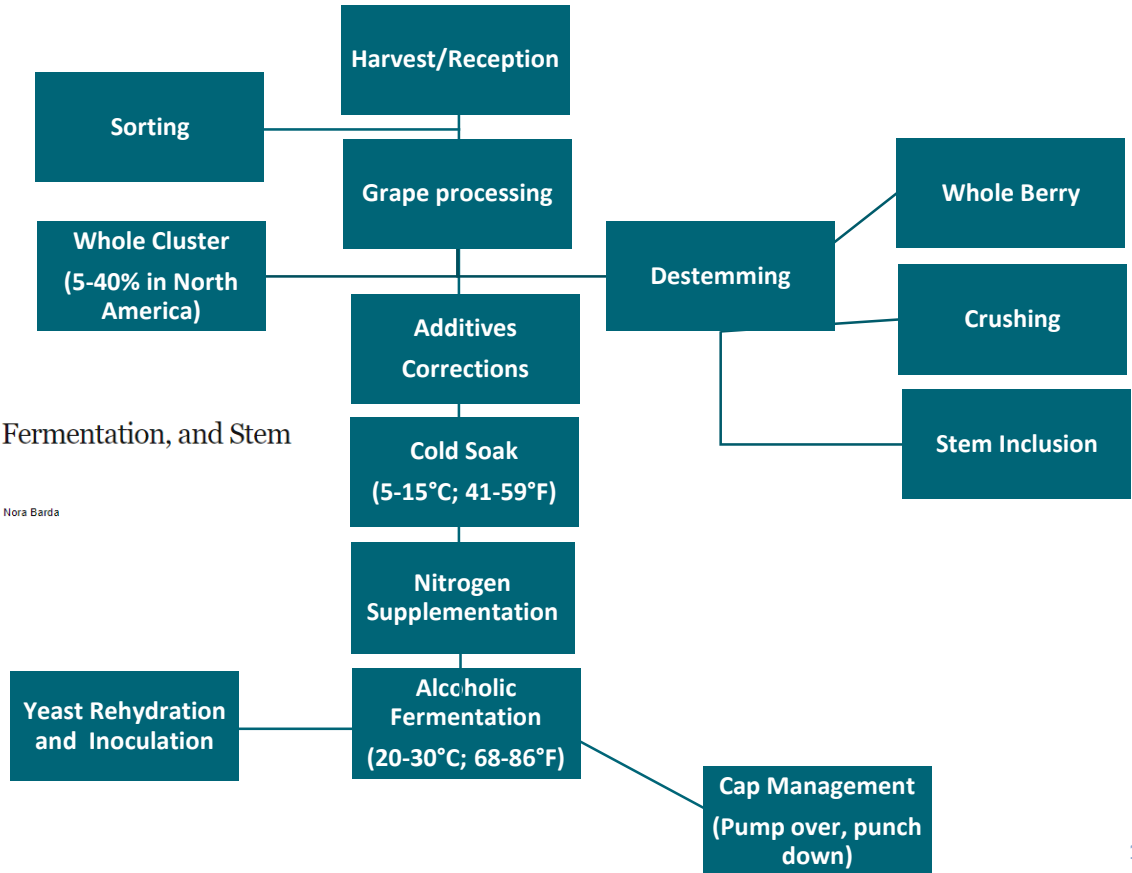 Harvest/Reception
Sorting
Grape processing
Whole Berry
Whole Cluster
(5-40% in North
America)
Destemming
Crushing
Additives
Corrections
Fermentation, and Stem
Stem Inclusion
Cold Soak
(5-15°C; 41-59°F)
Nora Barda
Nitrogen
Supplementation
Yeast Rehydration
and Inoculation
Alcoholic
Fermentation
(20-30°C; 68-86°F)
Cap Management
(Pump over, punch
down)